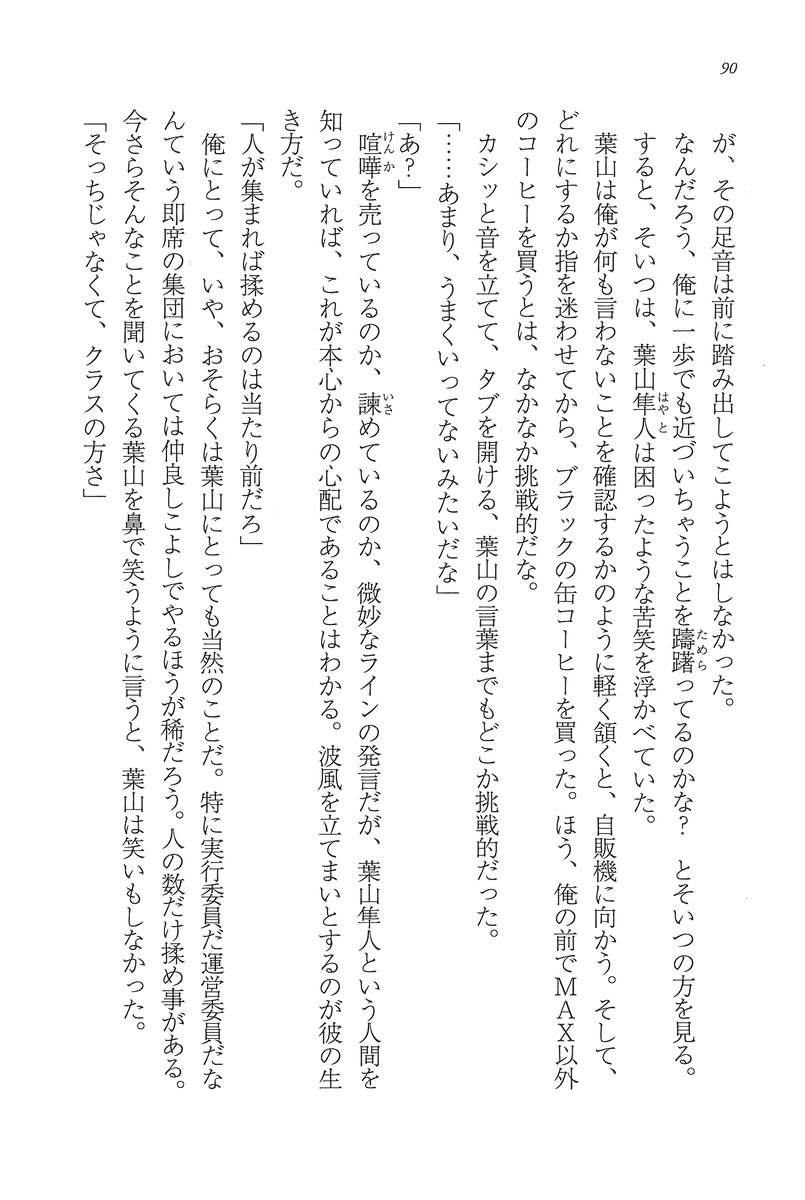 90
が、その足音は前に踏み出してこようとはしなかった。
なんだろう、俺に一歩でも近づいちゃうことを躊躇ってるのかな？　とそいつの方を見る。
すると、そいつは、葉山隼人は困ったような苦笑を浮かべていた。
葉山は俺が何も言わないことを確認するかのように軽く頷くと、自販機に向かう。そして、
どれにするか指を迷わせてから、ブラックの缶コーヒーを買った。ほう、俺の前でＭＡＸ以外
のコーヒーを買うとは、なかなか挑戦的だな。
カシッと音を立てて、タブを開ける、葉山の言葉までもどこか挑戦的だった。
「……あまり、うまくいってないみたいだな」
「あ？」
喧嘩を売っているのか、諫めているのか、微妙なラインの発言だが、葉山隼人という人間を
知っていれば、これが本心からの心配であることはわかる。波風を立てまいとするのが彼の生
き方だ。
「人が集まれば揉めるのは当たり前だろ」
俺にとって、いや、おそらくは葉山にとっても当然のことだ。特に実行委員だ運営委員だな
んていう即席の集団においては仲良しこよしでやるほうが稀だろう。人の数だけ揉め事がある。
今さらそんなことを聞いてくる葉山を鼻で笑うように言うと、葉山は笑いもしなかった。
「そっちじゃなくて、クラスの方さ」